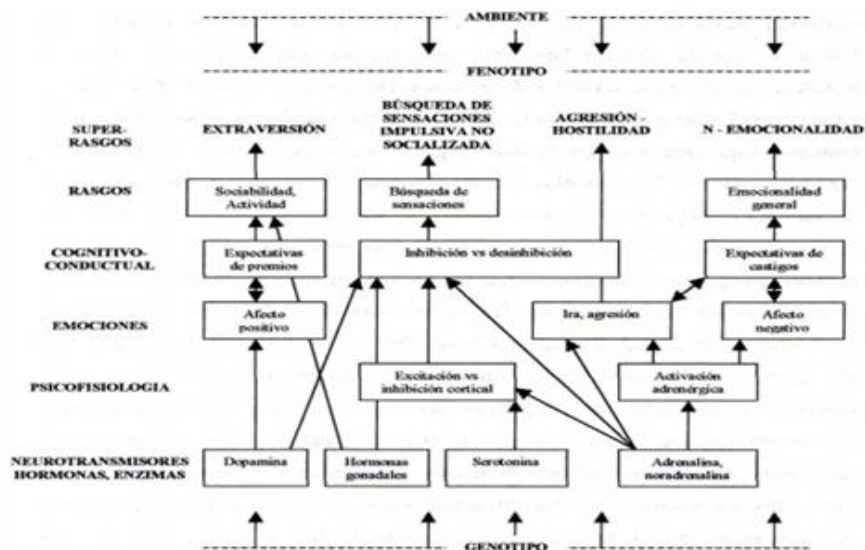 AMBIENTE
FENOTIPO
SUPER-
RASGOS
EXTRAVERSIÓN
BÚSQUEDA DE
SENSACIONES
IMPULSIVA NO
SOCIALIZADA
AGRESIÓN -
HOSTILIDAD
N - EMOCIONALIDAD
RASGOS
Sociabilidad,
Actividad
Búsqueda de
sensaciones
Emocionalidad
general
COGNITIVO-
CONDUCTUAL
Expectativas
de premios
Inhibición vs desinhibición
Expectativas de
castigos
EMOCIONES
Afecto
positivo
Ira, agresión
Afecto
negativo
PSICOFISIOLOGIA
Excitación vs
inhibición cortical
Activación
adrenérgica
NEUROTRANSMISORES
HORMONAS, ENZIMAS
Dopamina
Hormonas
gonadales
Serotonina
Adrenalina,
noradrenalina
GENOTIPO